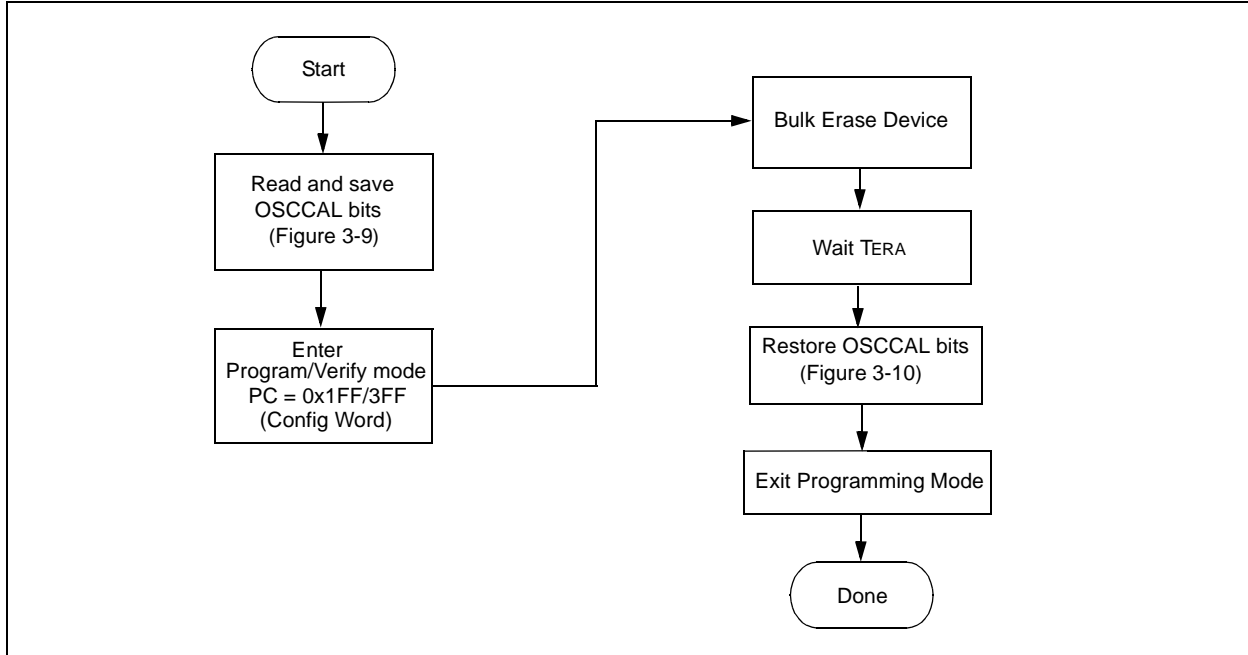 Start
Read and save
OSCCAL bits
(Figure 3-9)
Enter
Program/Verify mode
PC = 0x1FF/3FF
(Config Word)
Bulk Erase Device
Wait TERA
Restore OSCCAL bits
(Figure 3-10)
Exit Programming Mode
Done